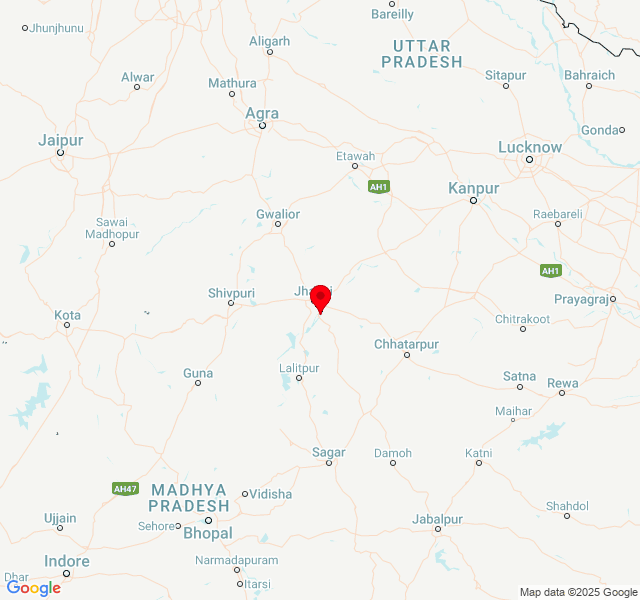 Bareilly
Jhunjhunu
Aligarh
UTTAR
PRADESH
Alwar
Mathura
Sitapur
Bahraich
Agra
Gonda
Jaipur
Etawah
Lucknow
AH1
Kanpur
Gwalior
Raebareli
Sawai
Madhopur
AH1
Shivpuri
Prayagraj
Kota
Chitrakoot
Chhatarpur
Lalitpur
Guna
Satna
Rewa
Maihar
Sagar
Damoh
Katni
AH47
MADHYA
PRADESH
Vidisha
Shahdol
Ujjain
Sehore
Bhopal
Jabalpur
Indore
Narmadapuram
Dhar
Itarsi
Google
Map data ©2025 Google